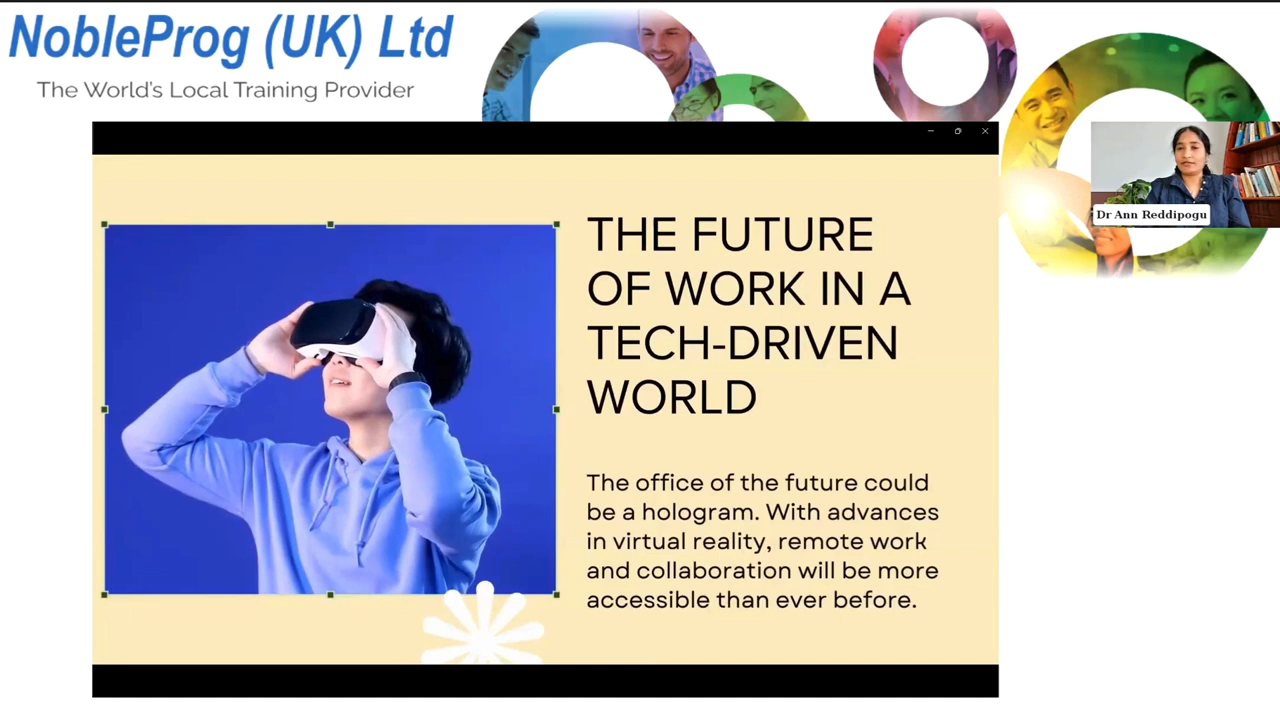 NobleProg (UK) Ltd
The World's Local Training Provider
Dr Ann Reddipogu
THE FUTURE
OF WORK IN A
TECH-DRIVEN
WORLD
The office of the future could
be a hologram. With advances
in virtual reality, remote work
and collaboration will be more
accessible than ever before.